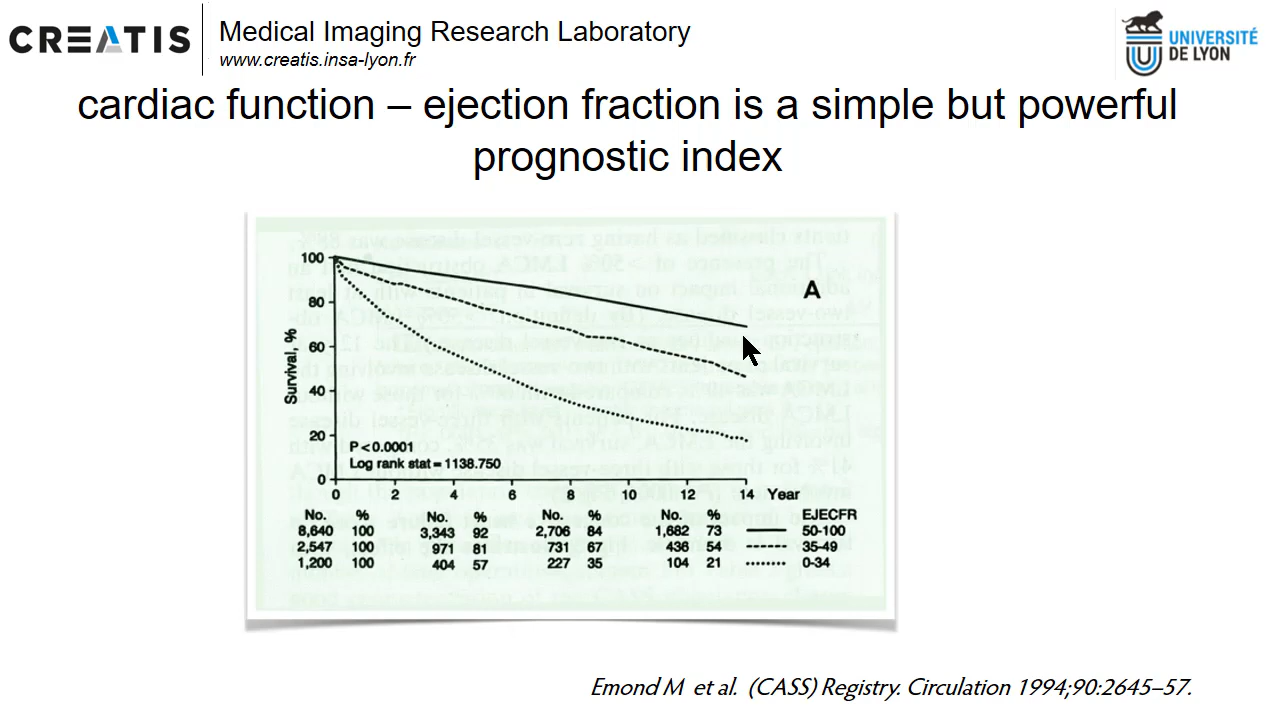 CREATIS
Medical Imaging Research Laboratory
www.creatis.insa-lyon.fr
UNIVERSITÉ
DE LYON
cardiac function – ejection fraction is a simple but powerful
prognostic index
A
Survival, %
100
80
60
40
20
0
P<0.0001
Log rank stat = 1138.750
0 2 4 6 8 10 12 14 Year
No. % No. % No. % No. % EJECFR
8,640 100 3,343 92 2,706 84 1,682 73 50-100
2,547 100 971 81 731 67 436 54 35-49
1,200 100 404 57 227 35 104 21 0-34
Emond M et al. (CASS) Registry. Circulation 1994;90:2645–57.